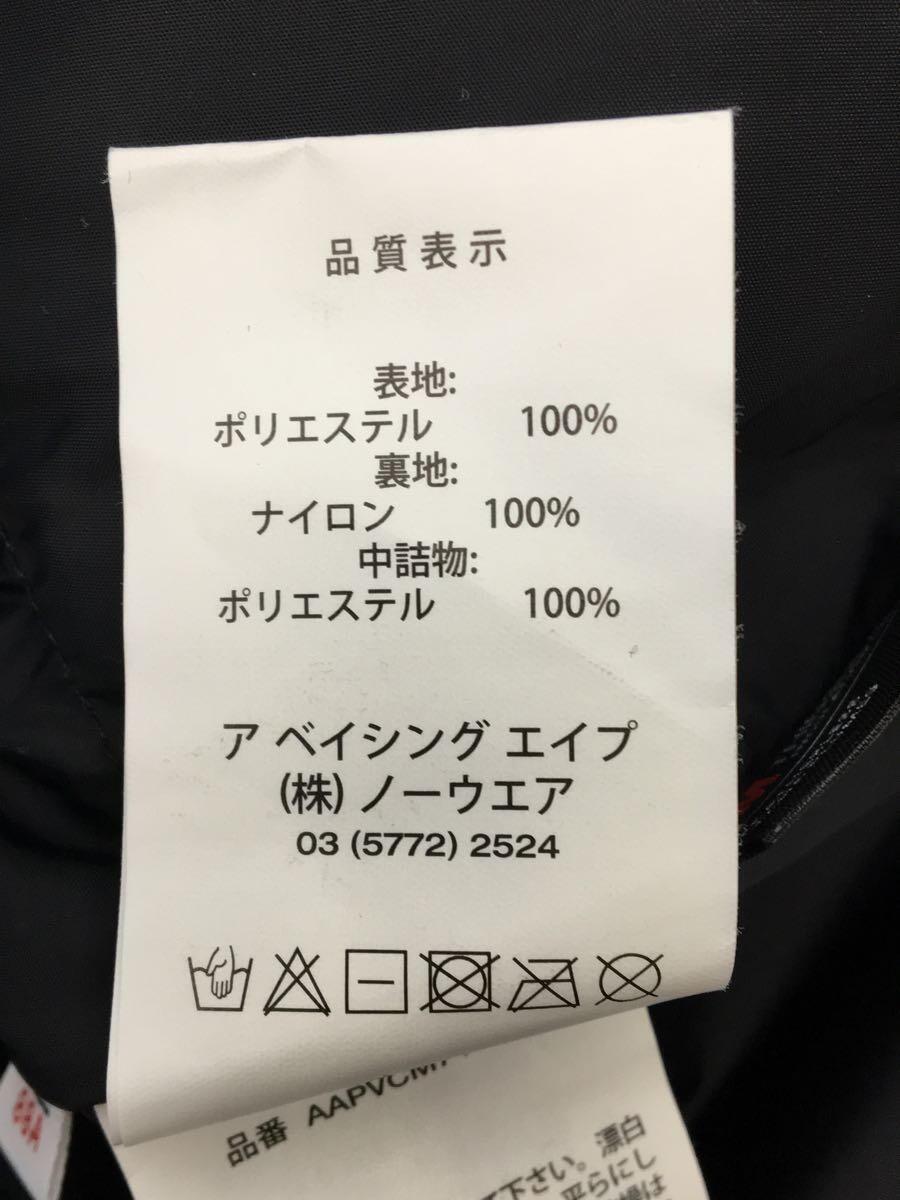 品質表示
表地:
ポリエステル 100%
裏地:
ナイロン 100%
中詰物:
ポリエステル 100%
ア ベイシング エイプ
(株) ノーウエア
03 (5772) 2524
品番 AAPVCM7
下さい。漂白
平らにし